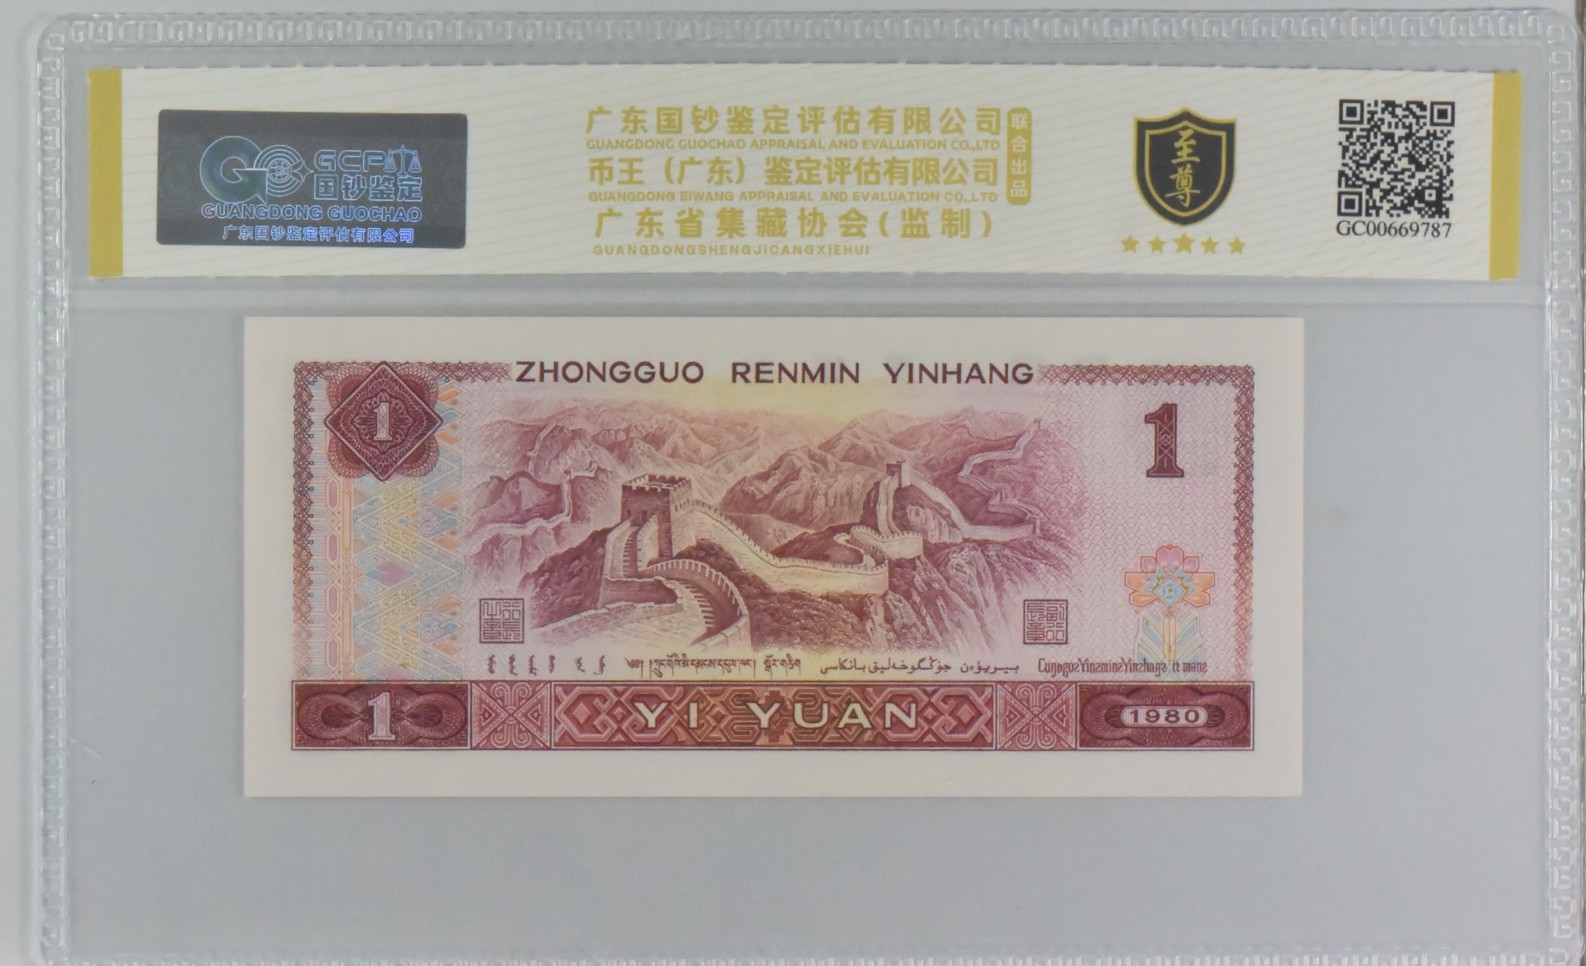 GCP
国钞鉴定
GUANGDONG GUOCHAO
广东国钞鉴定评估有限公司
广东国钞鉴定评估有限公司
GUANGDONG GUOCHAO APPRAISAL AND EVALUATION CO.,LTD
币王（广东）鉴定评估有限公司
GUANGDONG BIWANG APPRAISAL AND EVALUATION CO.,LTD
广东省集藏协会(监制)
GUANGDONGSHENGJICANGXIEHUI
联合出品
至尊
GC00669787
ZHONGGUO RENMIN YINHANG
1
1
بىريۋەن جۇڭگوخەلىق بانكاسى
1
YI YUAN
1980